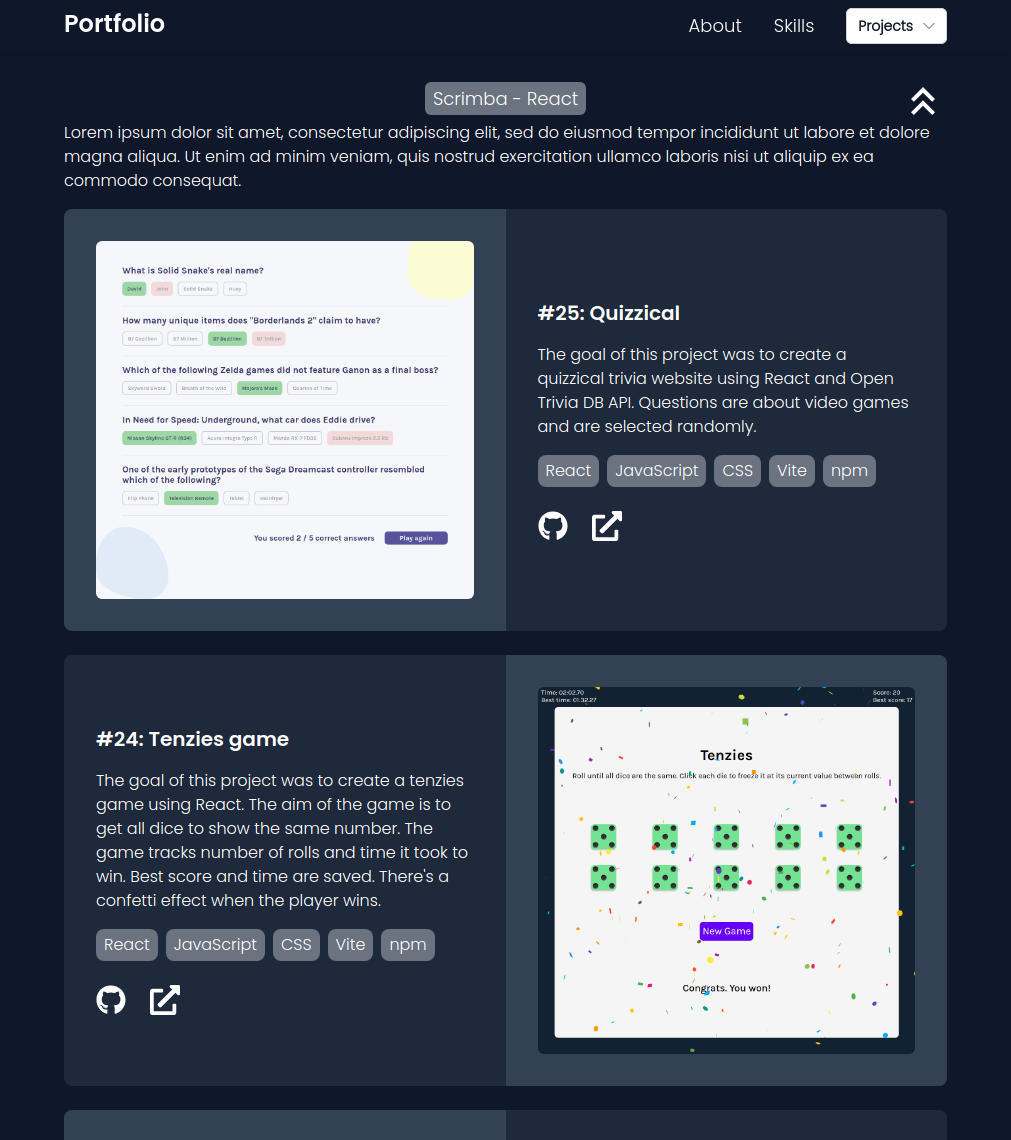 Portfolio
About Skills Projects
Scrimba - React
Lorem ipsum dolor sit amet, consectetur adipiscing elit, sed do eiusmod tempor incididunt ut labore et dolore
magna aliqua. Ut enim ad minim veniam, quis nostrud exercitation ullamco laboris nisi ut aliquip ex ea
commodo consequat.
What is Solid Snake's real name?
David John Solid Snake Huey
How many unique items does "Borderlands 2" claim to have?
87 Gazillion 87 Million 87 Bazillion 87 Trillion
Which of the following Zelda games did not feature Ganon as a final boss?
Skyward Sword Breath of the Wild Majora's Mask Ocarina of Time
In Need for Speed: Underground, what car does Eddie drive?
Nissan Skyline GT-R (R34) Acura Integra Type R Mazda RX-7 FD3S Subaru Impreza 2.5 RS
One of the early prototypes of the Sega Dreamcast controller resembled
which of the following?
Flip Phone Television Remote Tablet Hairdryer
You scored 2 / 5 correct answers Play again
#25: Quizzical
The goal of this project was to create a
quizzical trivia website using React and Open
Trivia DB API. Questions are about video games
and are selected randomly.
React JavaScript CSS Vite npm
#24: Tenzies game
The goal of this project was to create a tenzies
game using React. The aim of the game is to
get all dice to show the same number. The
game tracks number of rolls and time it took to
win. Best score and time are saved. There's a
confetti effect when the player wins.
React JavaScript CSS Vite npm
Time: 02:02.70 Score: 20
Best time: 01:32.27 Best score: 17
Tenzies
Roll until all dice are the same. Click each die to freeze it at its current value between rolls.
New Game
Congrats. You won!